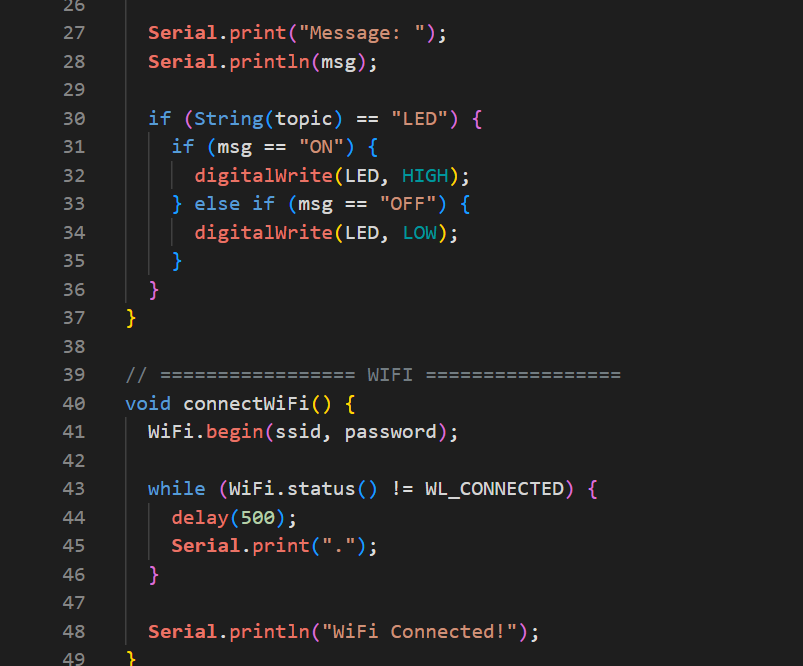 26
27 Serial.print("Message: ");
28 Serial.println(msg);
29
30 if (String(topic) == "LED") {
31 if (msg == "ON") {
32 digitalWrite(LED, HIGH);
33 } else if (msg == "OFF") {
34 digitalWrite(LED, LOW);
35 }
36 }
37 }
38
39 // ================= WIFI =================
40 void connectWiFi() {
41 WiFi.begin(ssid, password);
42
43 while (WiFi.status() != WL_CONNECTED) {
44 delay(500);
45 Serial.print(".");
46 }
47
48 Serial.println("WiFi Connected!");
49 }